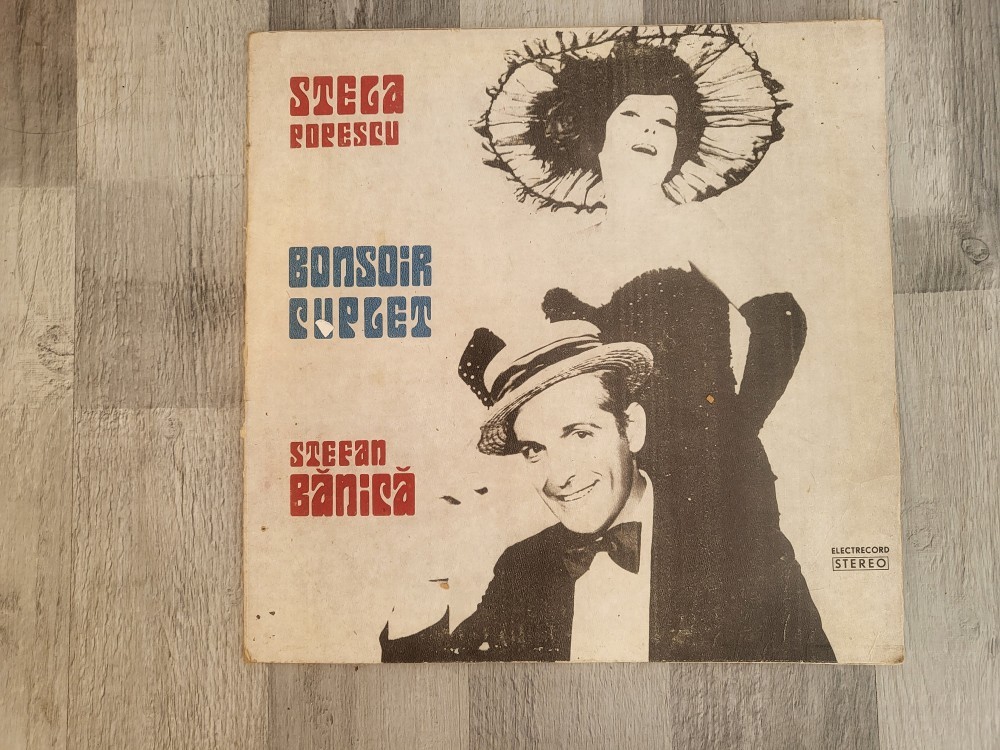 STELA
POPESCU
BONSOIR
CUPLET
STEFAN
BĂNICĂ
ELECTRECORD
STEREO